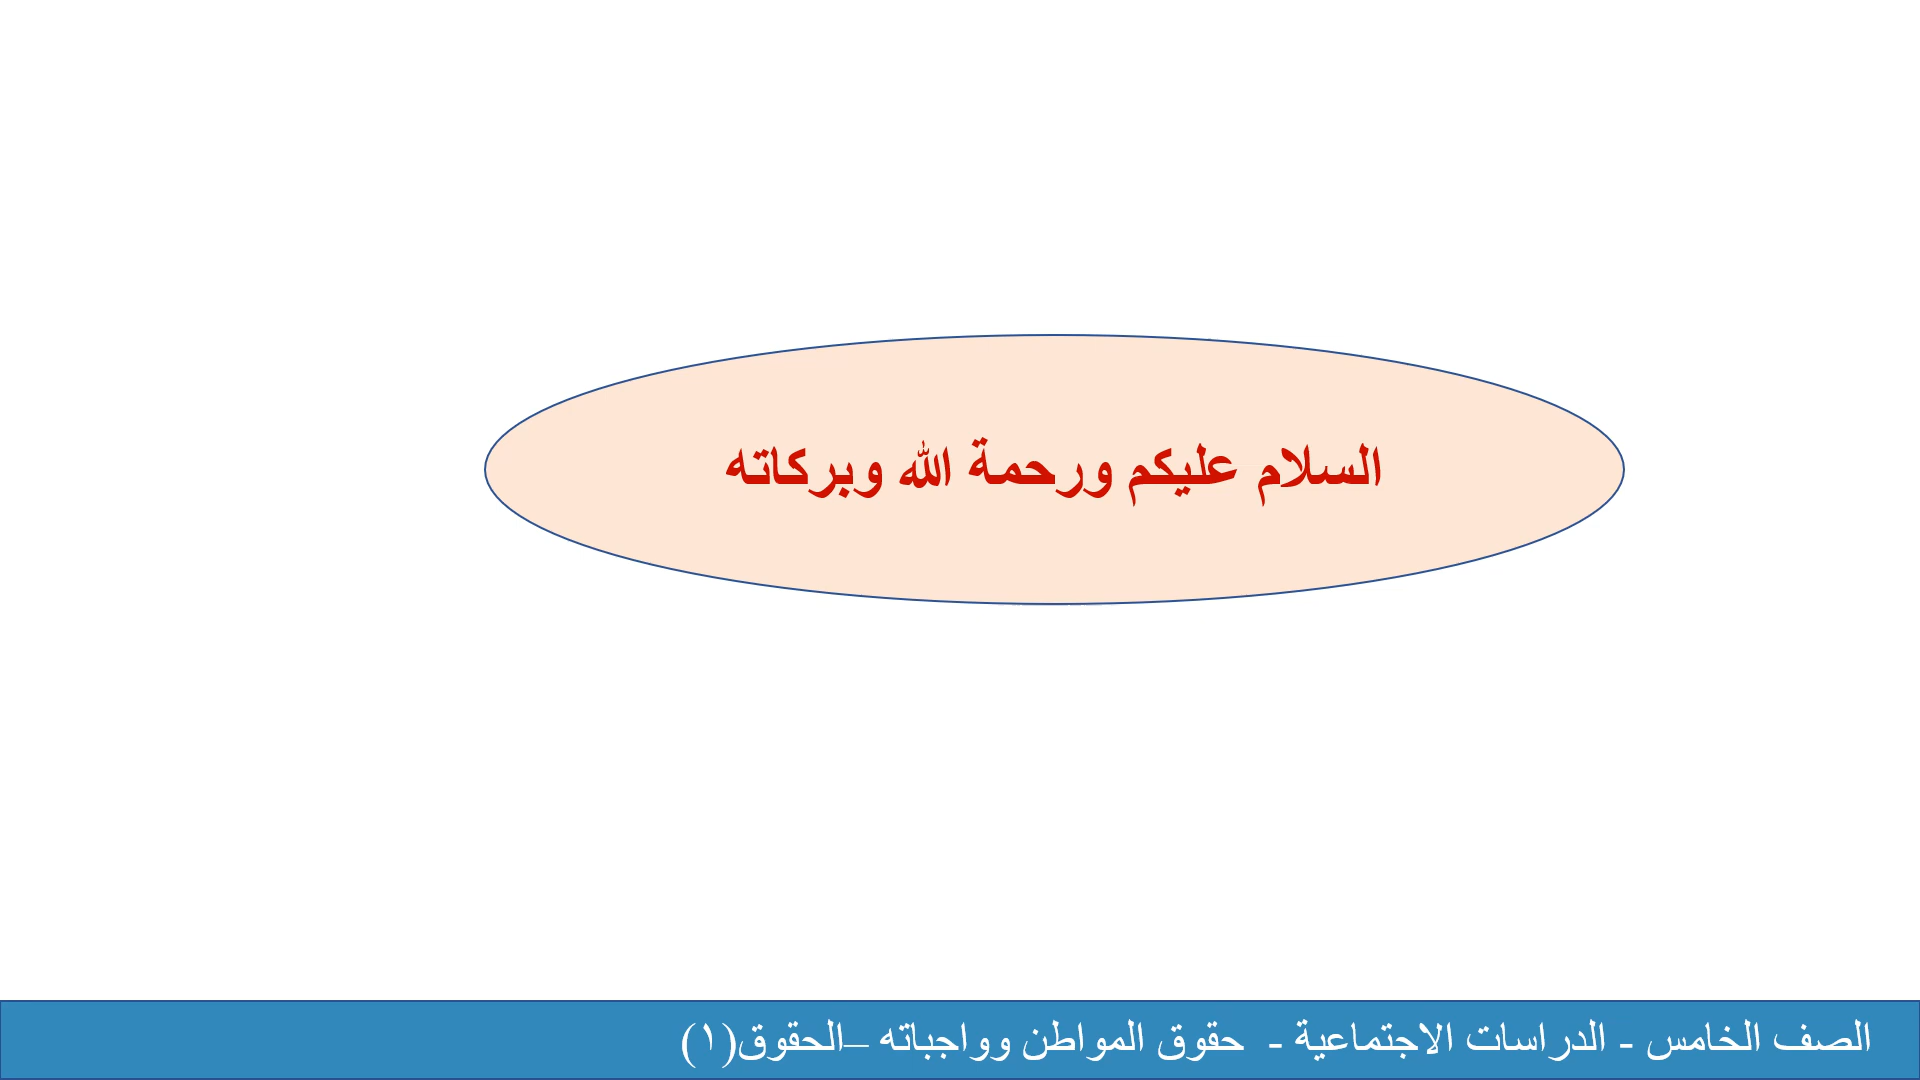 السلام عليكم ورحمة الله وبركاته
الصف الخامس - الدراسات الاجتماعية - حقوق المواطن وواجباته –الحقوق(١)